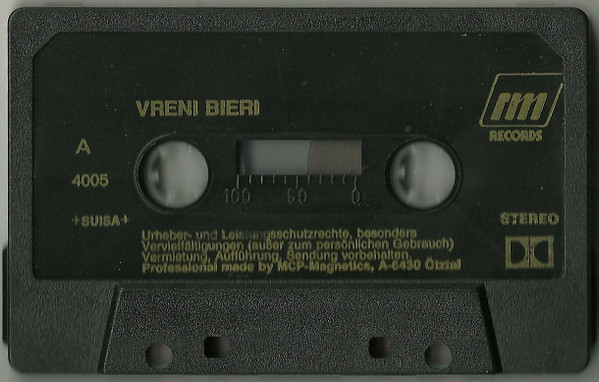 VRENI BIERI
rm
RECORDS
A
4005
+SUISA+
100 50 0
STEREO
Urheber- und Leistungsschutzrechte, besonders
Vervielfältigungen (außer zum persönlichen Gebrauch)
Vermietung, Aufführung, Sendung vorbehalten.
Professional made by MCP-Magnetics, A-6430 Ötztal